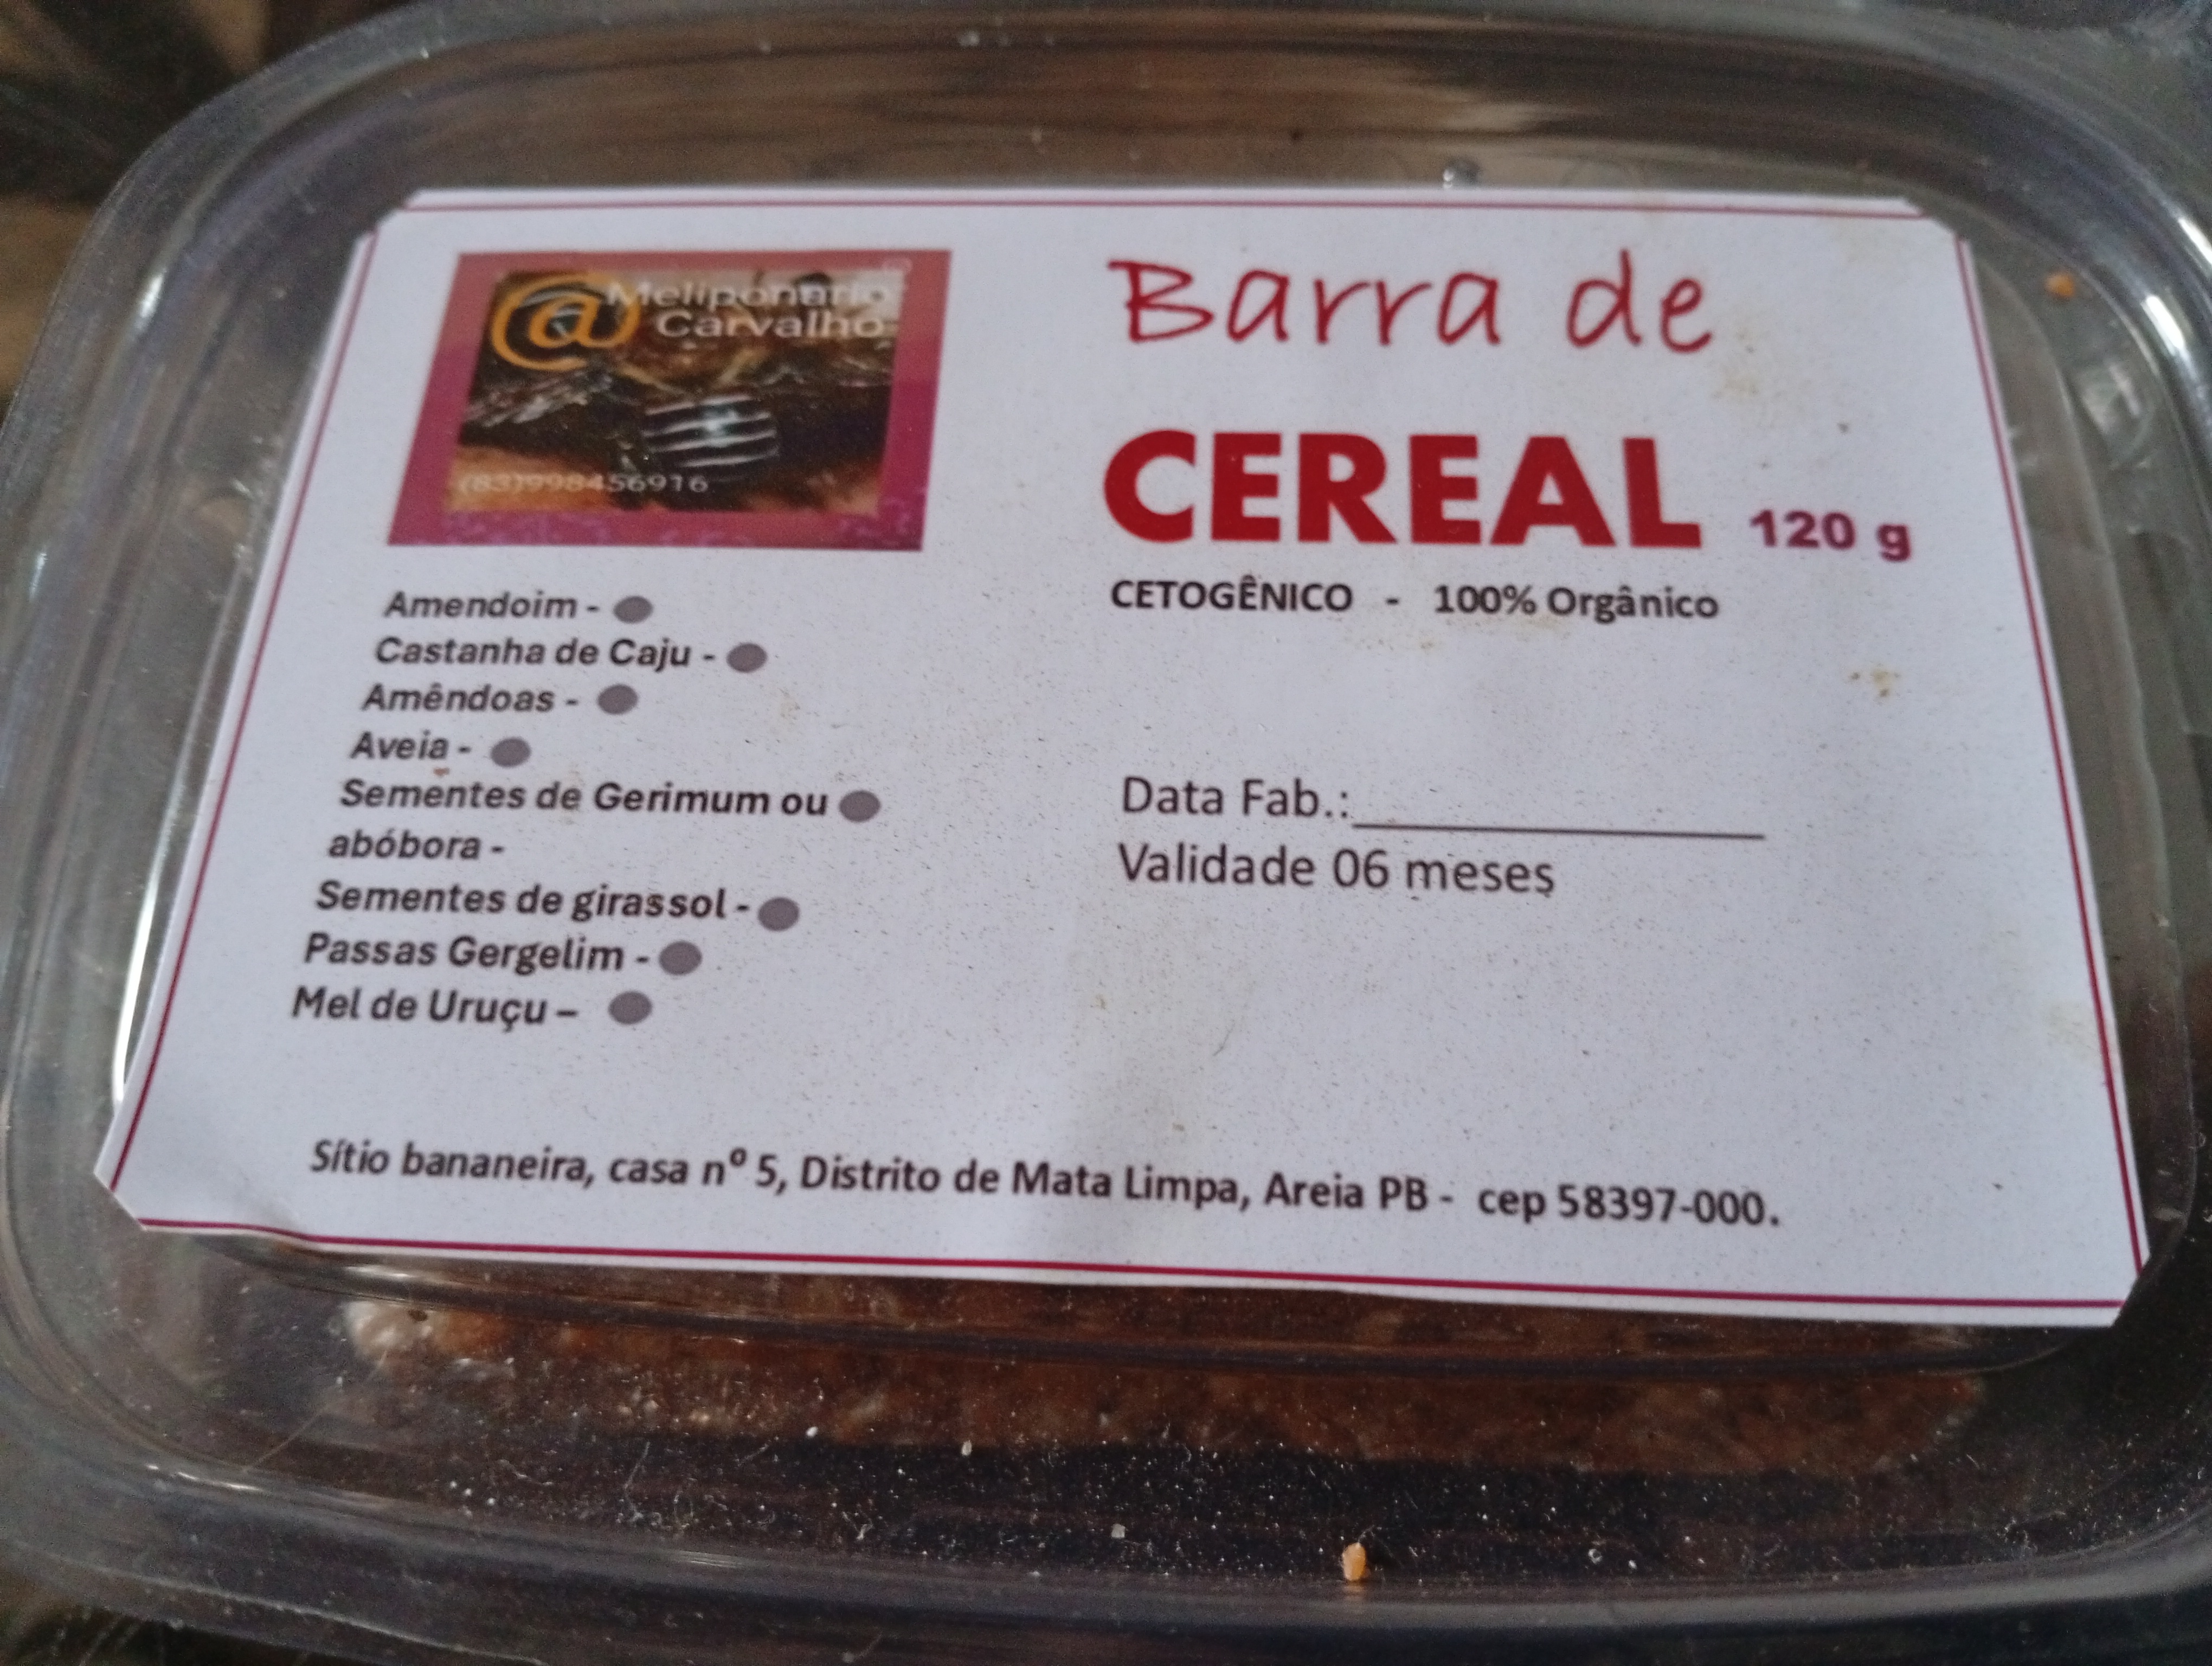 @Meliponário
Carvalho
(83)998456916
Barra de
CEREAL 120 g
CETOGÊNICO - 100% Orgânico
Amendoim -
Castanha de Caju -
Amêndoas -
Aveia -
Sementes de Gerimum ou
abóbora -
Sementes de girassol -
Passas Gergelim -
Mel de Uruçu –
Data Fab.:____________
Validade 06 meses
Sítio bananeira, casa nº 5, Distrito de Mata Limpa, Areia PB - cep 58397-000.